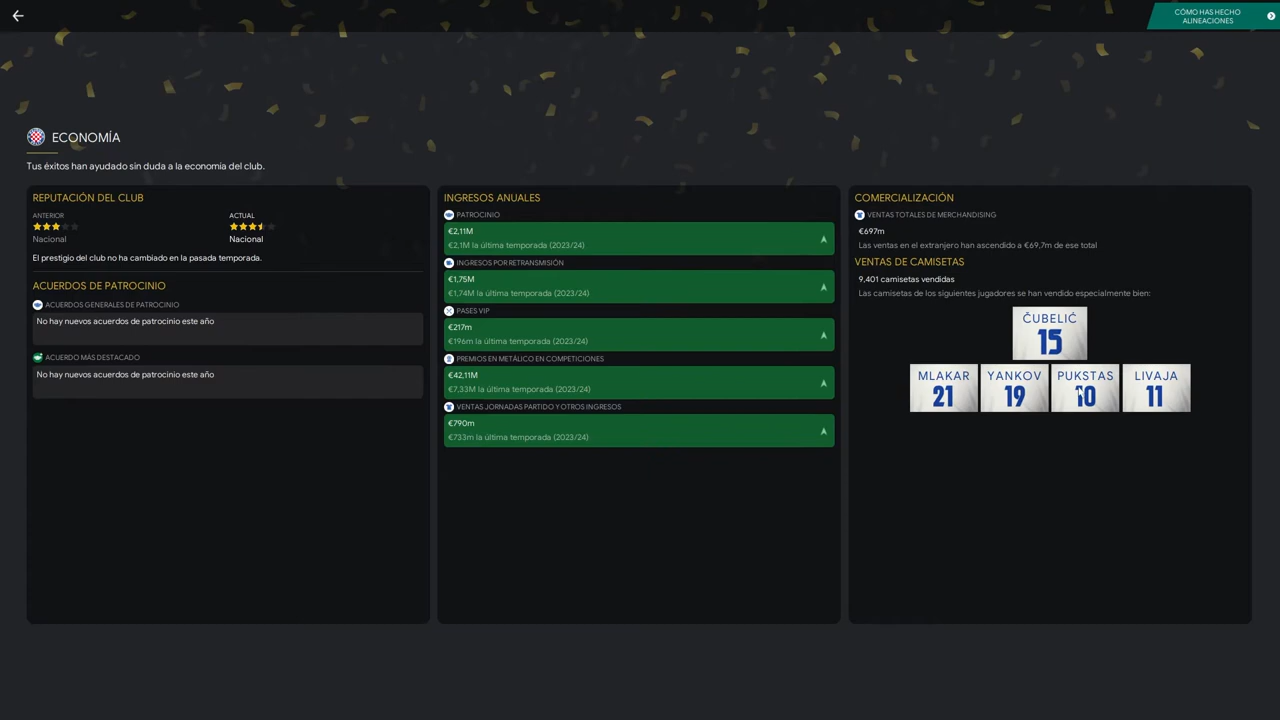 CÓMO HAS HECHO
ALINEACIONES
ECONOMÍA
Tus éxitos han ayudado sin duda a la economía del club.
REPUTACIÓN DEL CLUB
ANTERIOR
Nacional
ACTUAL
Nacional
El prestigio del club no ha cambiado en la pasada temporada.
ACUERDOS DE PATROCINIO
ACUERDOS GENERALES DE PATROCINIO
No hay nuevos acuerdos de patrocinio este año
ACUERDO MÁS DESTACADO
No hay nuevos acuerdos de patrocinio este año
INGRESOS ANUALES
PATROCINIO
€2,11M
€2,1M la última temporada (2023/24)
INGRESOS POR RETRANSMISIÓN
€1,75M
€1,74M la última temporada (2023/24)
PASES VIP
€217m
€196m la última temporada (2023/24)
PREMIOS EN METÁLICO EN COMPETICIONES
€42,11M
€7,33M la última temporada (2023/24)
VENTAS JORNADAS PARTIDO Y OTROS INGRESOS
€790m
€733m la última temporada (2023/24)
COMERCIALIZACIÓN
VENTAS TOTALES DE MERCHANDISING
€697m
Las ventas en el extranjero han ascendido a €69,7m de ese total
VENTAS DE CAMISETAS
9,401 camisetas vendidas
Las camisetas de los siguientes jugadores se han vendido especialmente bien:
ČUBELIĆ
15
MLAKAR
21
YANKOV
19
PUKSTAS
10
LIVAJA
11